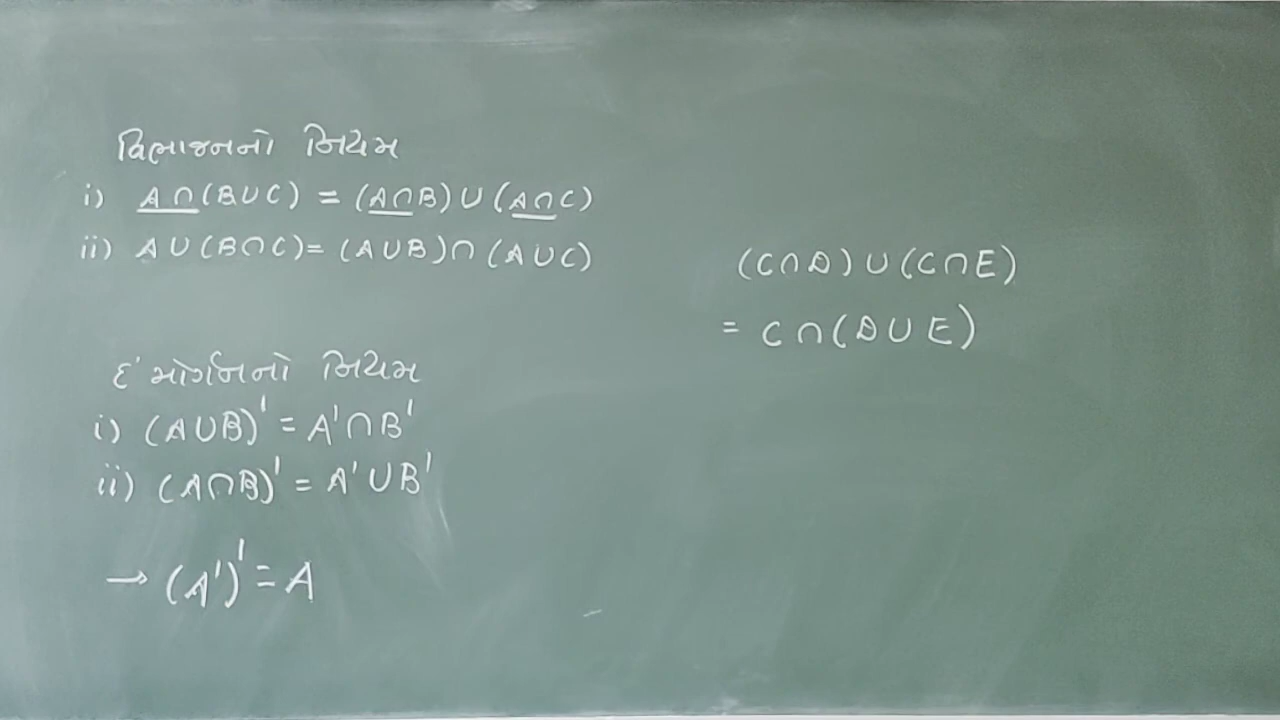 વિભાજનનો નિયમ
i) A∩(B∪C) = (A∩B)∪(A∩C)
ii) A∪(B∩C)= (A∪B)∩(A∪C)
દ' મોર્ગનનો નિયમ
i) (A∪B)' = A'∩B'
ii) (A∩B)' = A'∪B'
→ (A')' = A
(C∩D)∪(C∩E)
= C∩(D∪E)